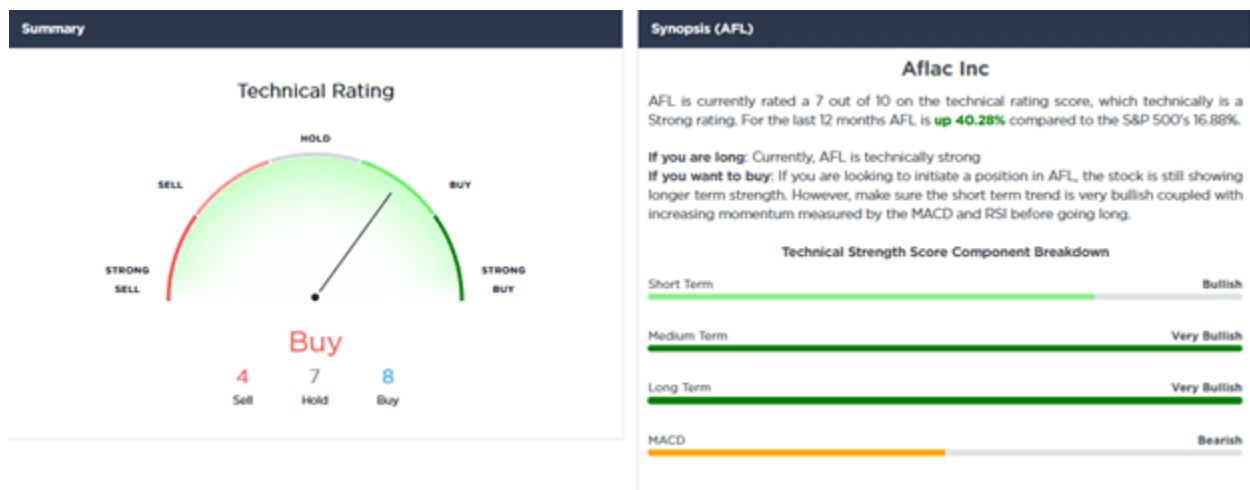 Summary
Technical Rating
HOLD
SELL
BUY
STRONG
SELL
STRONG
BUY
Buy
4
7
8
Sell
Hold
Buy
Synopsis (AFL)
Aflac Inc
AFL is currently rated a 7 out of 10 on the technical rating score, which technically is a
Strong rating. For the last 12 months AFL is up 40.28% compared to the S&P 500's 16.88%.
If you are long: Currently, AFL is technically strong
If you want to buy: If you are looking to initiate a position in AFL, the stock is still showing
longer term strength. However, make sure the short term trend is very bullish coupled with
increasing momentum measured by the MACD and RSI before going long.
Technical Strength Score Component Breakdown
Short Term Bullish
Medium Term Very Bullish
Long Term Very Bullish
MACD Bearish